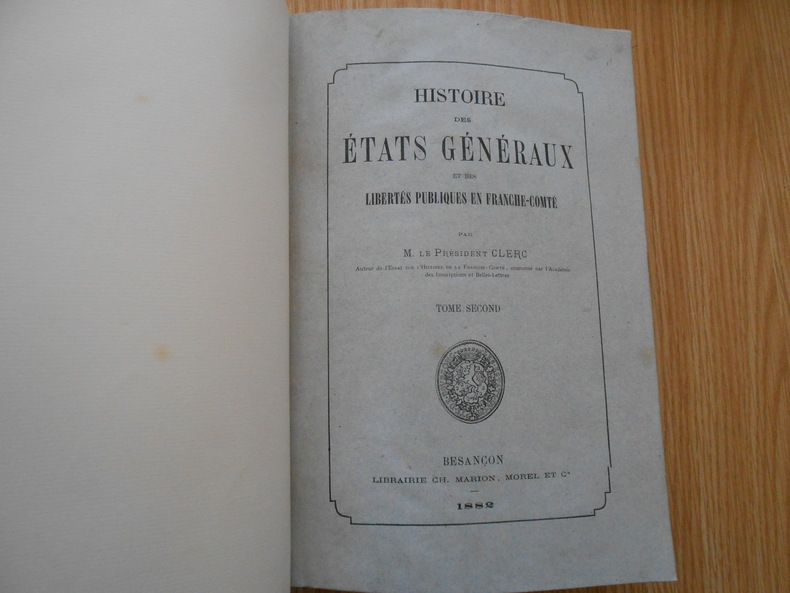 HISTOIRE
DES
ÉTATS GÉNÉRAUX
ET DES
LIBERTÉS PUBLIQUES EN FRANCHE-COMTÉ
PAR
M. LE PRÉSIDENT CLERC
Auteur de l'ESSAI SUR L'HISTOIRE DE LA FRANCHE-COMTÉ, couronné par l'Académie
des Inscriptions et Belles-Lettres
TOME SECOND
BESANÇON
LIBRAIRIE CH. MARION, MOREL ET Cie
1882